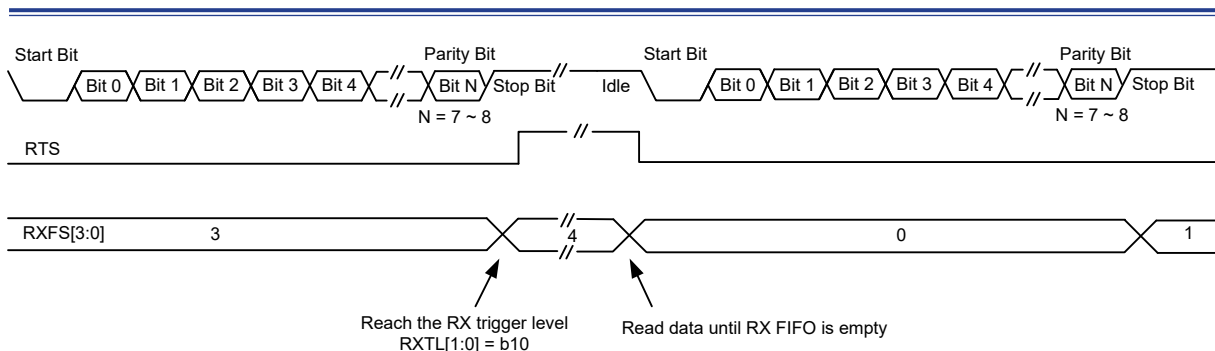 Start Bit Parity Bit Start Bit Parity Bit
Bit 0 Bit 1 Bit 2 Bit 3 Bit 4 Bit N Stop Bit Idle Bit 0 Bit 1 Bit 2 Bit 3 Bit 4 Bit N Stop Bit
N = 7 ~ 8 N = 7 ~ 8
RTS
RXFS[3:0] 3 4 0 1
Reach the RX trigger level
RXTL[1:0] = b10
Read data until RX FIFO is empty